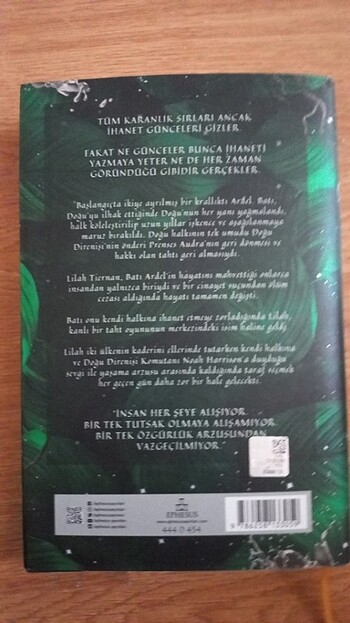 TÜM KARANLIK SIRLARI ANCAK
İHANET GÜNCELERİ GİZLER.
FAKAT NE GÜNCELER BUNCA İHANETİ
YAZMAYA YETER NE DE HER ZAMAN
GÖRÜNDÜĞÜ GİBİDİR GERÇEKLER.
"Başlangıçta ikiye ayrılmış bir krallıktı Ardel. Batı,
Doğu'yu ilhak ettiğinde Doğu'nun her yanı yağmalandı,
halk köleleştirilip uzun yıllar işkence ve aşağılanmaya
maruz bırakıldı. Doğu halkının tek umudu Doğu
Direnişi'nin önderi Prenses Audra'nın geri dönmesi ve
hakkı olan tahtı geri almasıydı.
Lilah Tiernan, Batı Ardel'in hayatını mahvettiği onlarca
insandan yalnızca biriydi ve bir cinayet suçundan ölüm
cezası aldığında hayatı tamamen değişti.
Batı onu kendi halkına ihanet etmeye zorladığında Lilah,
kanlı bir taht oyununun merkezindeki isim haline geldi.
Lilah iki ülkenin kaderini ellerinde tutarken kendi halkına
ve Doğu Direnişi Komutanı Noah Harrison'a duyduğu
sevgi ile yaşama arzusu arasında kaldığında taraf seçmek
her geçen gün daha zor bir hale gelecekti.
"İNSAN HER ŞEYE ALIŞIYOR.
BİR TEK TUTSAK OLMAYA ALIŞAMIYOR.
BİR TEK ÖZGÜRLÜK ARZUSUNDAN
VAZGEÇİLMİYOR."
EPHESUS
444 0 454